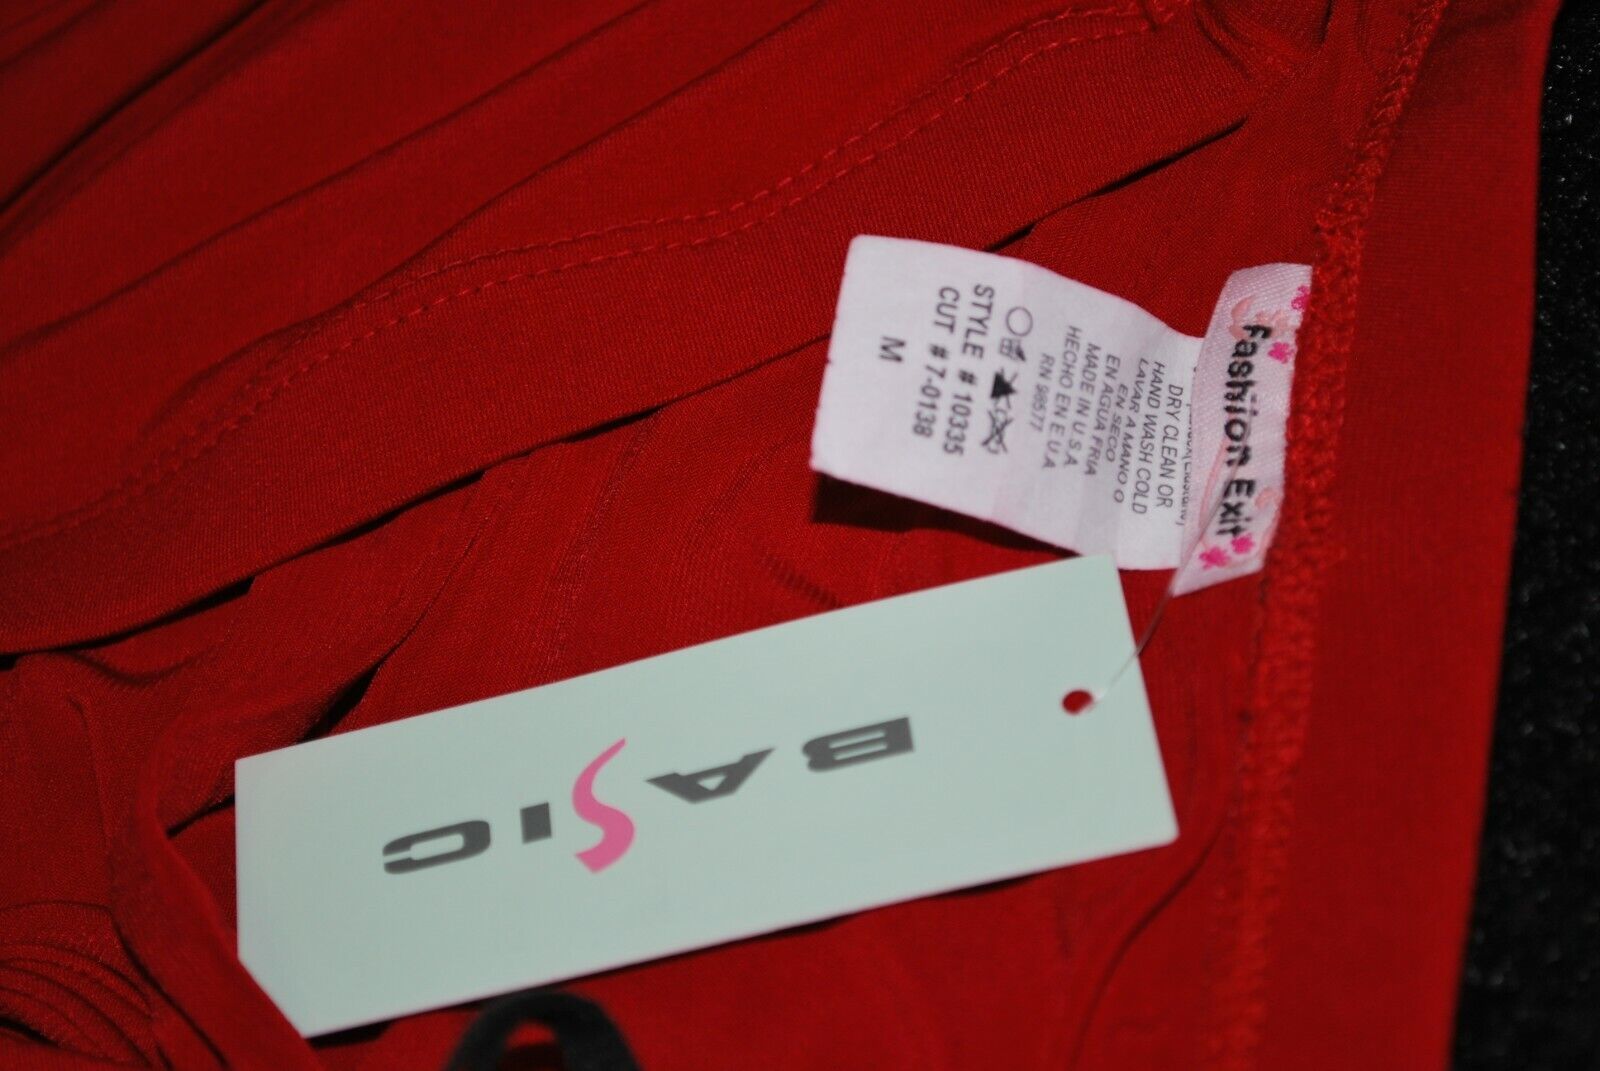 Fashion Exit
DRY CLEAN OR
HAND WASH COLD
LAVAR A MANO O
EN SECO
EN AGUA FRIA
MADE IN U.S.A
HECHO EN E.U.A
RN 98577
STYLE # 10335
CUT # 7-0138
M
BASIC